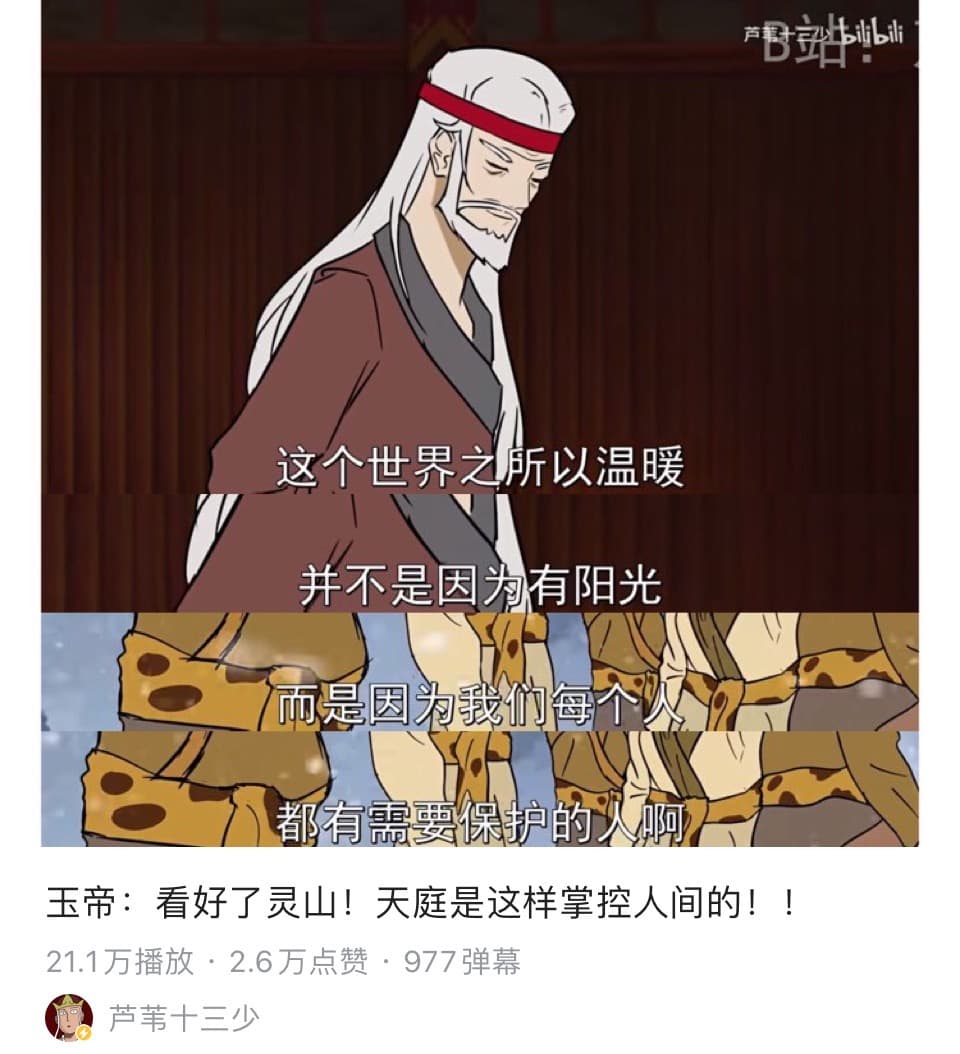 芦苇十三少 bilibili
B站：
这个世界之所以温暖
并不是因为有阳光
而是因为我们每个人
都有需要保护的人啊
玉帝：看好了灵山！天庭是这样掌控人间的！！
21.1万播放 · 2.6万点赞 · 977弹幕
芦苇十三少